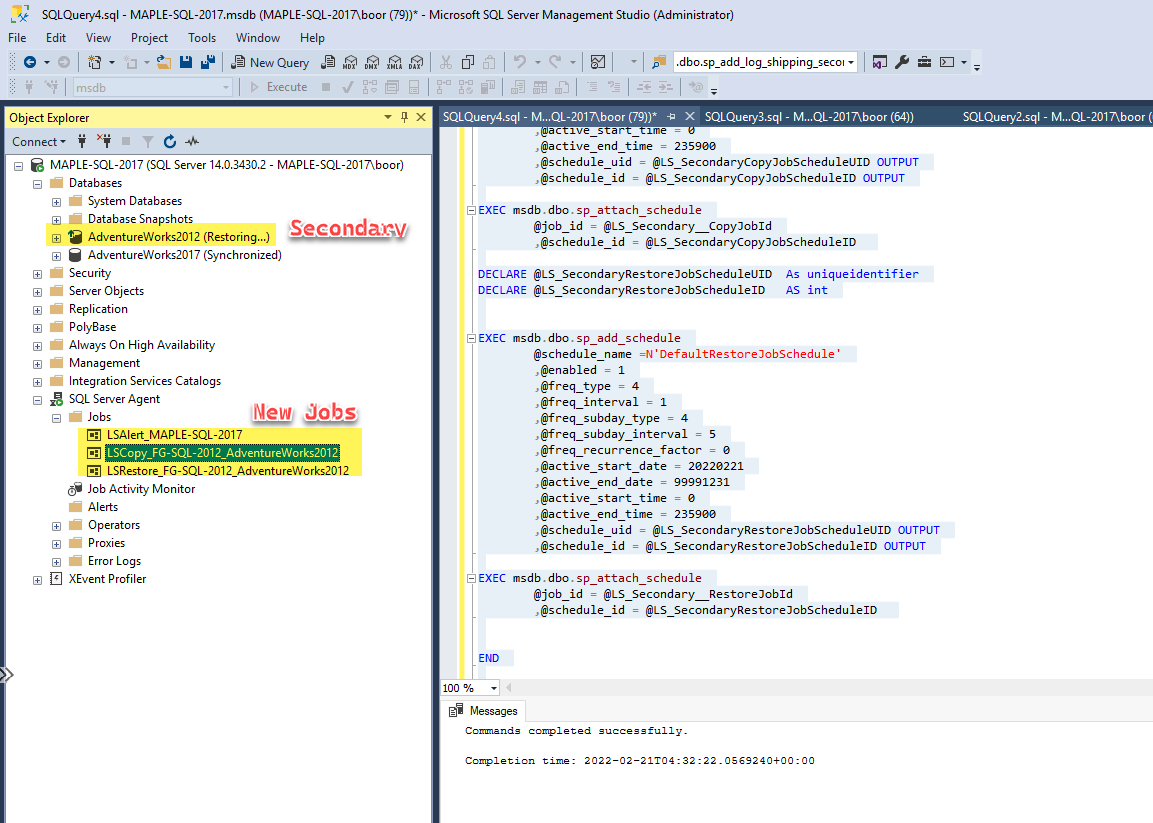 SQLQuery4.sql - MAPLE-SQL-2017.msdb (MAPLE-SQL-2017\boor (79))* - Microsoft SQL Server Management Studio (Administrator)
File Edit View Project Tools Window Help
New Query MDX DMX XMLA DAX .dbo.sp_add_log_shipping_secon
msdb Execute
Object Explorer
SQLQuery4.sql - M...QL-2017\boor (79))* SQLQuery3.sql - M...QL-2017\boor (64)) SQLQuery2.sql - M...QL-2017\boor (
Connect
MAPLE-SQL-2017 (SQL Server 14.0.3430.2 - MAPLE-SQL-2017\boor)
Databases
System Databases
Database Snapshots
AdventureWorks2012 (Restoring...)
Secondary
AdventureWorks2017 (Synchronized)
Security
Server Objects
Replication
PolyBase
Always On High Availability
Management
Integration Services Catalogs
SQL Server Agent
New Jobs
Jobs
LSAlert_MAPLE-SQL-2017
LSCopy_FG-SQL-2012_AdventureWorks2012
LSRestore_FG-SQL-2012_AdventureWorks2012
Job Activity Monitor
Alerts
Operators
Proxies
Error Logs
XEvent Profiler
,@active_start_time = 0
,@active_end_time = 235900
,@schedule_uid = @LS_SecondaryCopyJobScheduleUID OUTPUT
,@schedule_id = @LS_SecondaryCopyJobScheduleID OUTPUT
EXEC msdb.dbo.sp_attach_schedule
@job_id = @LS_Secondary__CopyJobId
,@schedule_id = @LS_SecondaryCopyJobScheduleID
DECLARE @LS_SecondaryRestoreJobScheduleUID As uniqueidentifier
DECLARE @LS_SecondaryRestoreJobScheduleID AS int
EXEC msdb.dbo.sp_add_schedule
@schedule_name =N'DefaultRestoreJobSchedule'
,@enabled = 1
,@freq_type = 4
,@freq_interval = 1
,@freq_subday_type = 4
,@freq_subday_interval = 5
,@freq_recurrence_factor = 0
,@active_start_date = 20220221
,@active_end_date = 99991231
,@active_start_time = 0
,@active_end_time = 235900
,@schedule_uid = @LS_SecondaryRestoreJobScheduleUID OUTPUT
,@schedule_id = @LS_SecondaryRestoreJobScheduleID OUTPUT
EXEC msdb.dbo.sp_attach_schedule
@job_id = @LS_Secondary__RestoreJobId
,@schedule_id = @LS_SecondaryRestoreJobScheduleID
END
100 %
Messages
Commands completed successfully.
Completion time: 2022-02-21T04:32:22.0569240+00:00